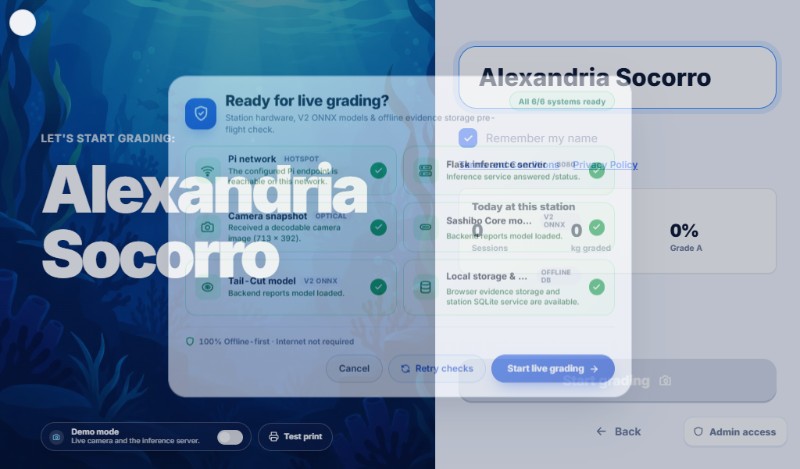 Alexandria Socorro
All 6/6 systems ready
Ready for live grading?
Station hardware, V2 ONNX models & offline evidence storage pre-
flight check.
Remember my name
LET'S START GRADING:
Alexandria
Socorro
Pi network HOTSPOT
The configured Pi endpoint is
reachable on this network.
Flask inference server
Inference service answered /status.
Privacy Policy
Camera snapshot OPTICAL
Received a decodable camera
image (713 × 392).
Sashibo Core mo... V2
ONNX
Backend reports model loaded.
Today at this station
0
Sessions
0
kg graded
0%
Grade A
Tail-Cut model V2 ONNX
Backend reports model loaded.
Local storage & ... OFFLINE
DB
Browser evidence storage and
station SQLite service are available.
100% Offline-first · Internet not required
Cancel
Retry checks
Start live grading →
Start grading
Demo mode
Live camera and the inference server.
Test print
← Back
Admin access